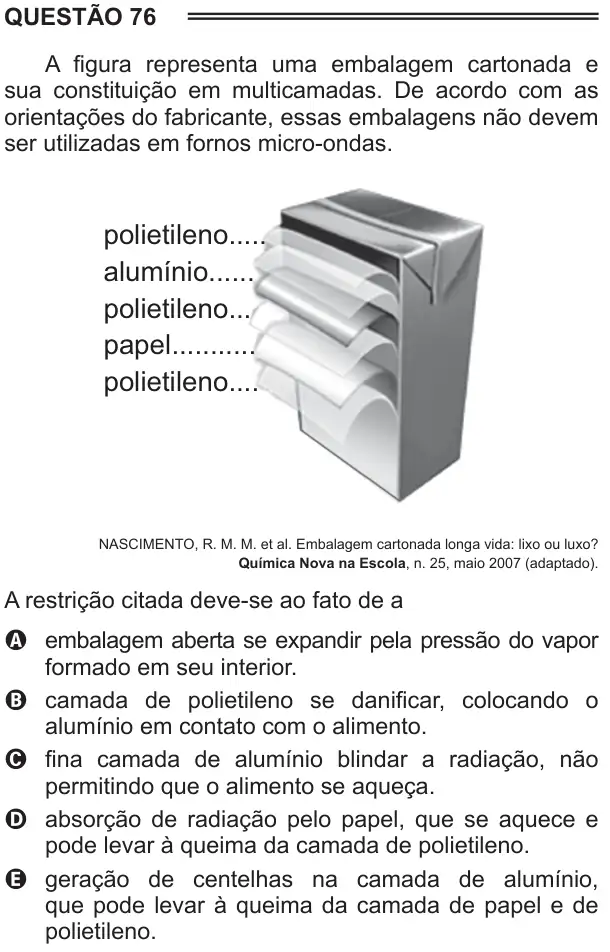 QUESTÃO 76
A figura representa uma embalagem cartonada e
sua constituição em multicamadas. De acordo com as
orientações do fabricante, essas embalagens não devem
ser utilizadas em fornos micro-ondas.
polietileno.....
alumínio......
polietileno...
papel...........
polietileno....
NASCIMENTO, R. M. M. et al. Embalagem cartonada longa vida: lixo ou luxo?
Química Nova na Escola, n. 25, maio 2007 (adaptado).
A restrição citada deve-se ao fato de a
A embalagem aberta se expandir pela pressão do vapor
formado em seu interior.
B camada de polietileno se danificar, colocando o
alumínio em contato com o alimento.
C fina camada de alumínio blindar a radiação, não
permitindo que o alimento se aqueça.
D absorção de radiação pelo papel, que se aquece e
pode levar à queima da camada de polietileno.
E geração de centelhas na camada de alumínio,
que pode levar à queima da camada de papel e de
polietileno.